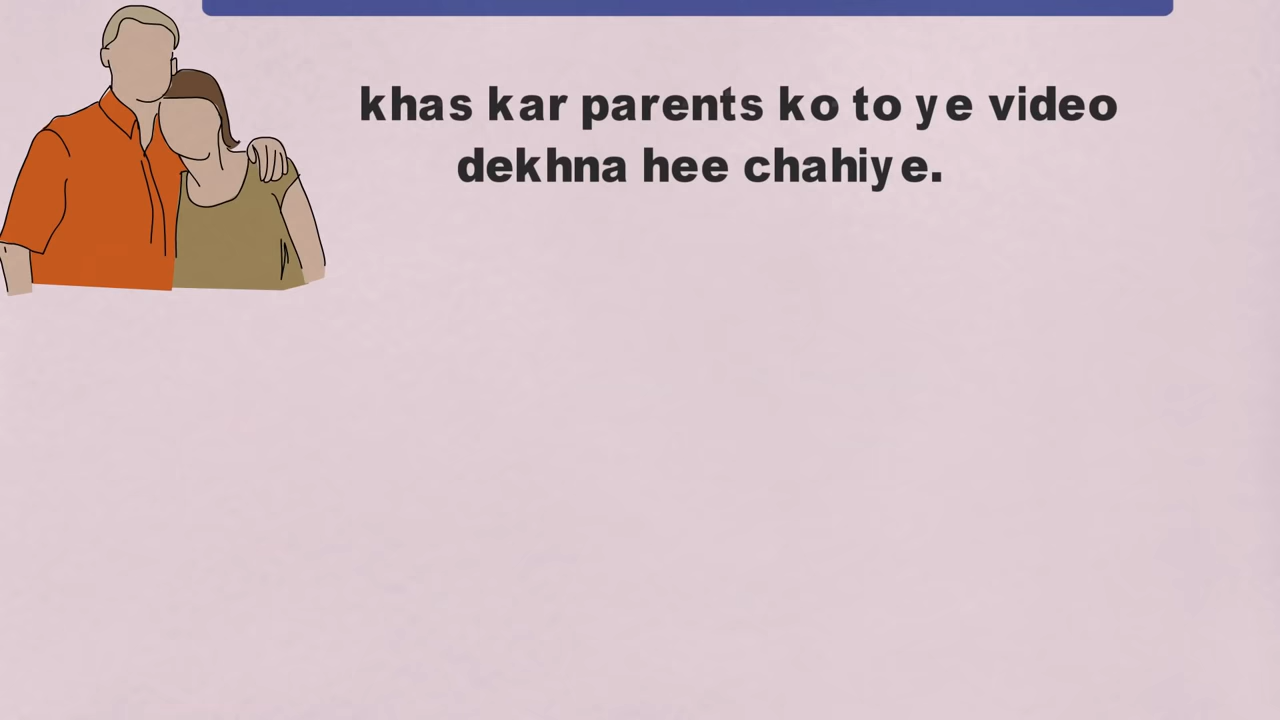 khas kar parents ko to ye video
dekhna hee chahiye.